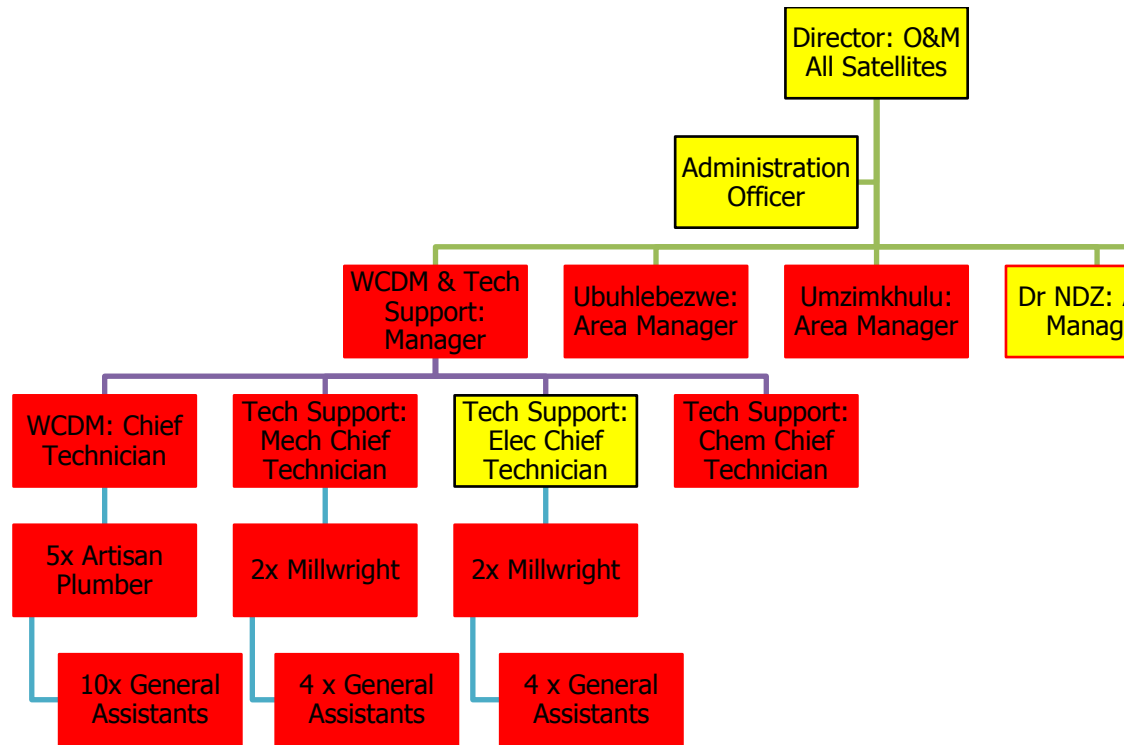 Director: O&M
All Satellites
Administration
Officer
WCDM & Tech
Support:
Manager
Ubuhlebezwe:
Area Manager
Umzimkhulu:
Area Manager
Dr NDZ:
WCDM: Chief
Technician
Tech Support:
Mech Chief
Technician
Tech Support:
Elec Chief
Technician
Tech Support:
Chem Chief
Technician
5x Artisan
Plumber
2x Millwright
2x Millwright
10x General
Assistants
4 x General
Assistants
4 x General
Assistants